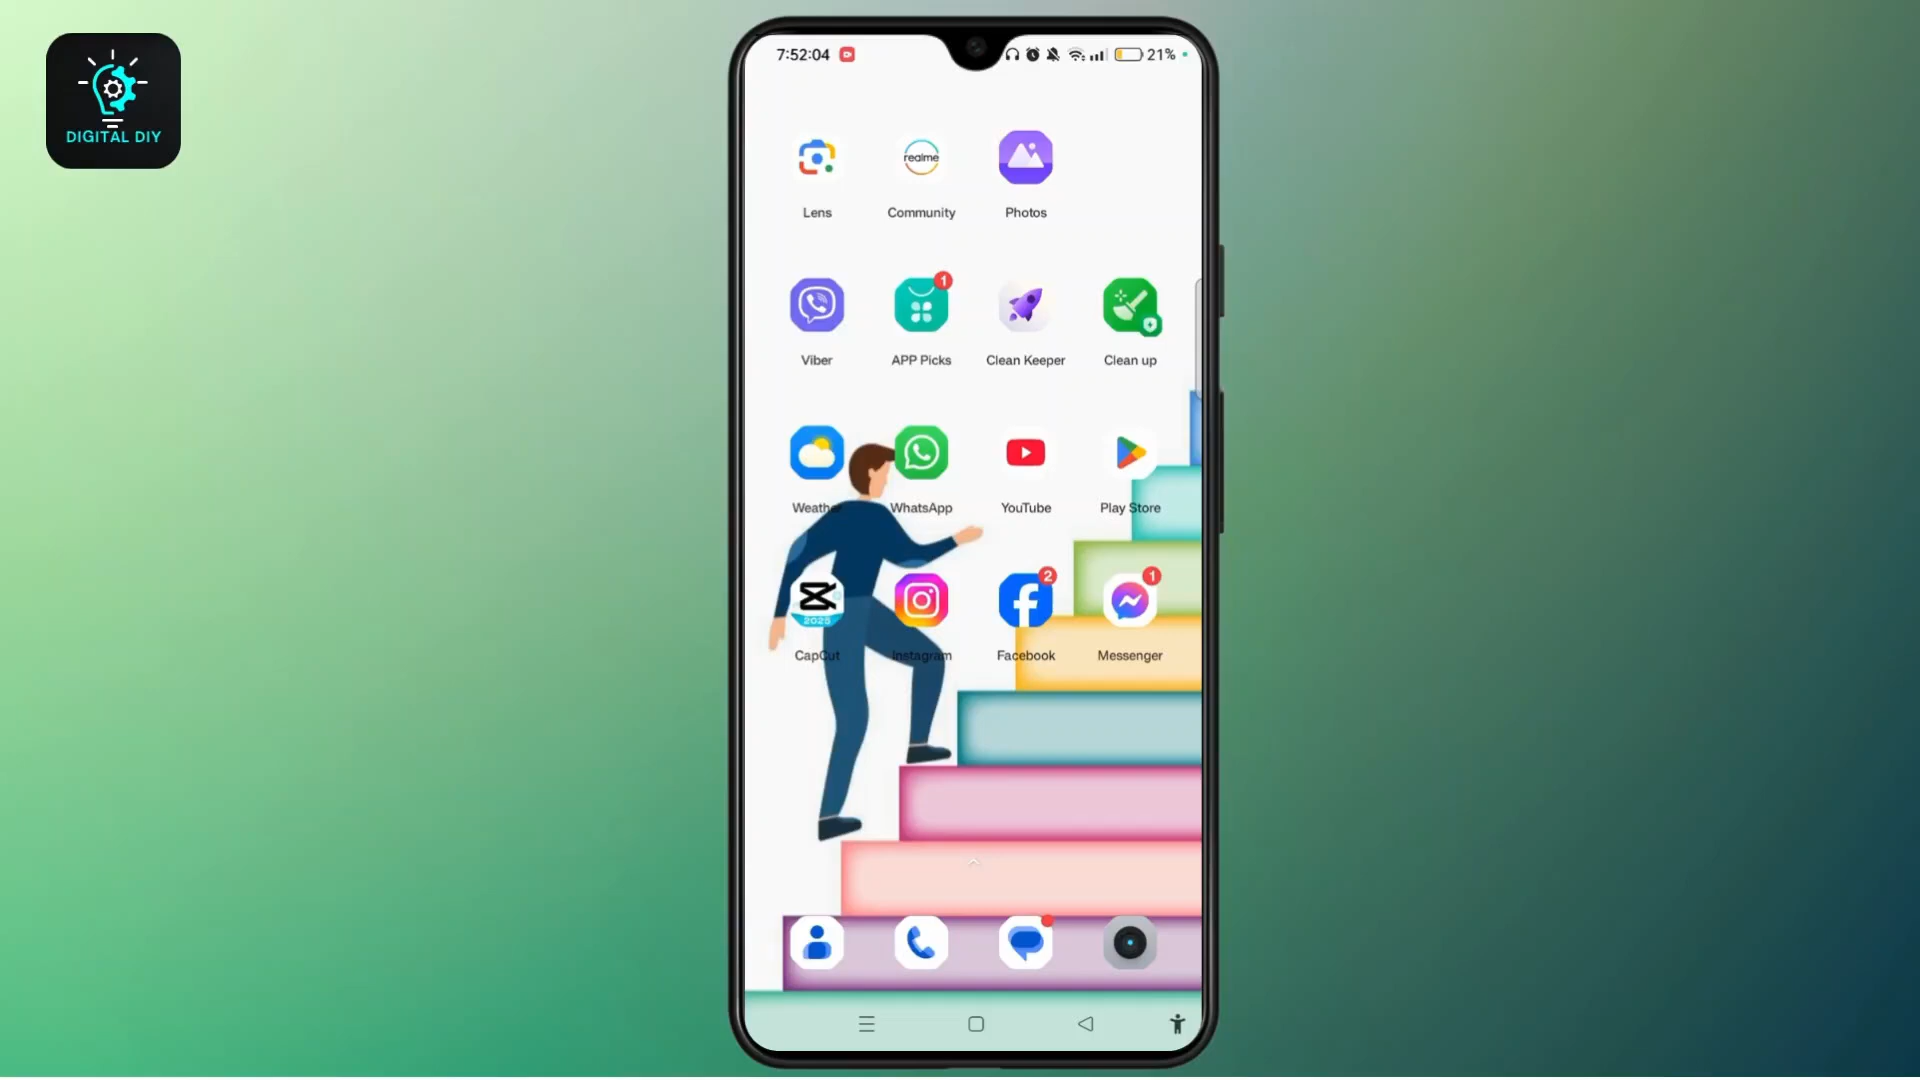 DIGITAL DIY
7:52:04
21%
Lens
realme
Community
Photos
1
Viber
APP Picks
Clean Keeper
Clean up
Weather
WhatsApp
YouTube
Play Store
2025
2
1
CapCut
Instagram
Facebook
Messenger